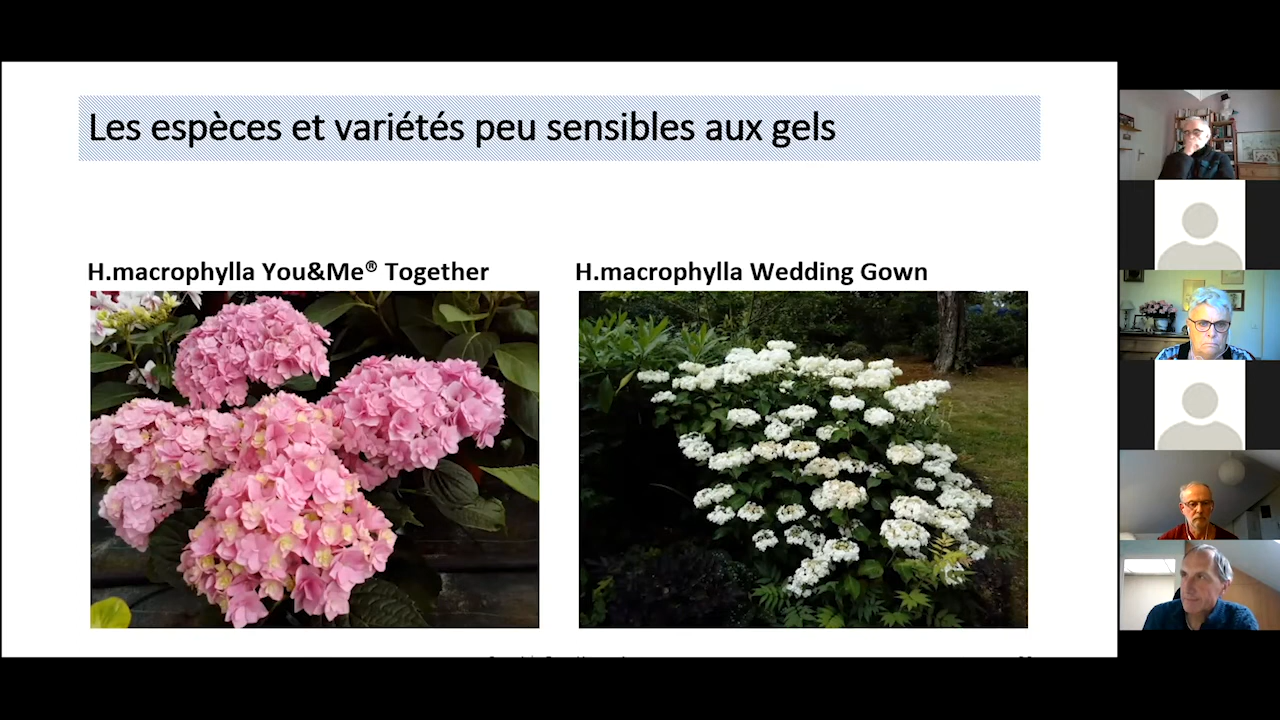 Les espèces et variétés peu sensibles aux gels
H.macrophylla You&Me® Together
H.macrophylla Wedding Gown